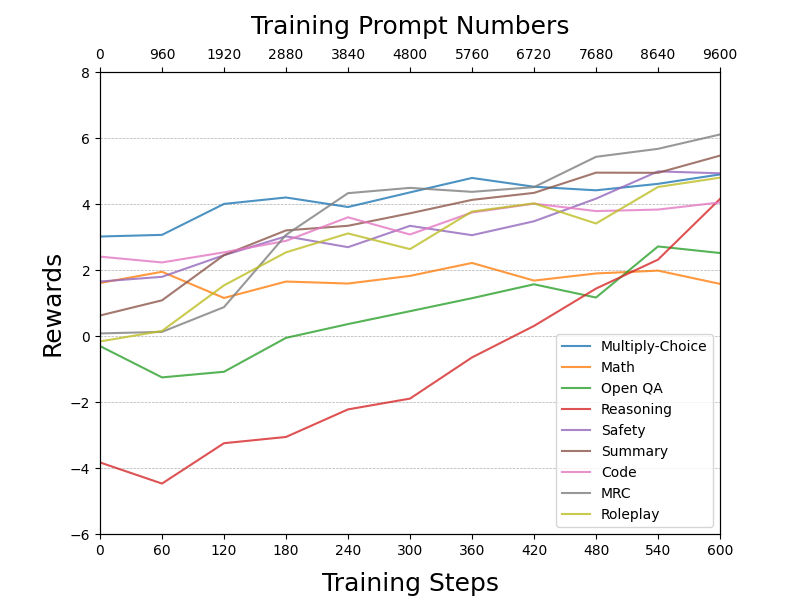 Training Prompt Numbers
0 960 1920 2880 3840 4800 5760 6720 7680 8640 9600
8
6
4
2
0
−2
−4
−6
Rewards
Multiply-Choice
Math
Open QA
Reasoning
Safety
Summary
Code
MRC
Roleplay
0 60 120 180 240 300 360 420 480 540 600
Training Steps